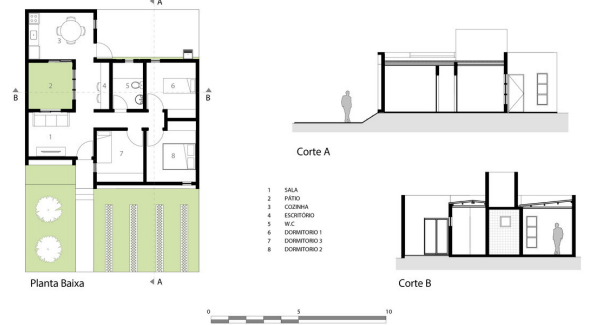 A
3
2
4
5
6
B
B
1
7
8
Planta Baixa
A
Corte A
1 SALA
2 PÁTIO
3 COZINHA
4 ESCRITÓRIO
5 W.C
6 DORMITORIO 1
7 DORMITORIO 3
8 DORMITORIO 2
Corte B
0 5 10